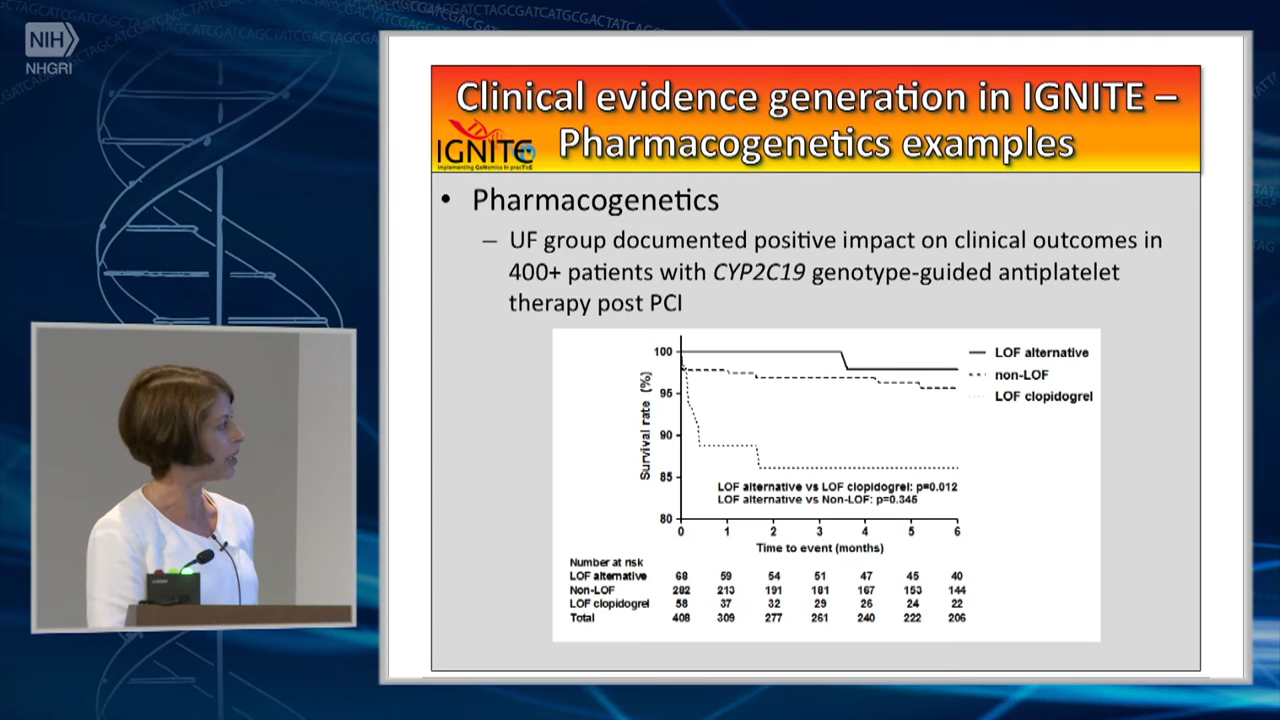 NIH
NHGRI
Clinical evidence generation in IGNITE –
Pharmacogenetics examples
IGNITE
Implementing GeNomics In pracTicE
• Pharmacogenetics
– UF group documented positive impact on clinical outcomes in
400+ patients with CYP2C19 genotype-guided antiplatelet
therapy post PCI
Survival rate (%)
100
95
90
85
80
LOF alternative
non-LOF
LOF clopidogrel
LOF alternative vs LOF clopidogrel: p=0.012
LOF alternative vs Non-LOF: p=0.345
0 1 2 3 4 5 6
Time to event (months)
Number at risk
LOF alternative 68 59 54 51 47 45 40
Non-LOF 282 213 191 181 167 153 144
LOF clopidogrel 58 37 32 29 26 24 22
Total 408 309 277 261 240 222 206